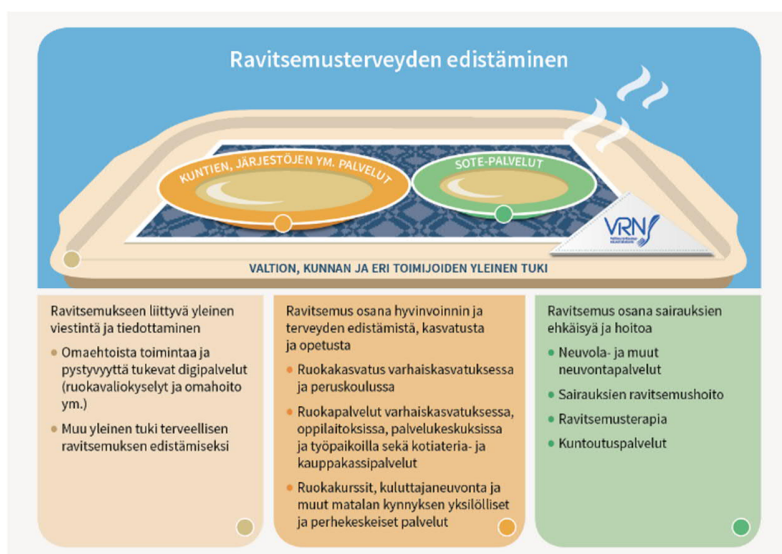 Ravitsemusterveyden edistäminen
KUNTIEN, JÄRJESTÖJEN YM. PALVELUT
SOTE-PALVELUT
VRN
VALTION, KUNNAN JA ERI TOIMIJOIDEN YLEINEN TUKI
Ravitsemukseen liittyvä yleinen
viestintä ja tiedottaminen
• Omaehtoista toimintaa ja
pystyvyyttä tukevat digipalvelut
(ruokavaliokyselyt ja omahoito
ym.)
• Muu yleinen tuki terveellisen
ravitsemuksen edistämiseksi
Ravitsemus osana hyvinvoinnin ja
terveyden edistämistä, kasvatusta
ja opetusta
• Ruokakasvatus varhaiskasvatuksessa
ja peruskoulussa
• Ruokapalvelut varhaiskasvatuksessa,
oppilaitoksissa, palvelukeskuksissa
ja työpaikoilla sekä kotiateria- ja
kauppakassipalvelut
• Ruokakurssit, kuluttajaneuvonta ja
muut matalan kynnyksen yksilölliset
ja perhekeskeiset palvelut
Ravitsemus osana sairauksien
ehkäisyä ja hoitoa
• Neuvola- ja muut
neuvontapalvelut
• Sairauksien ravitsemushoito
• Ravitsemusterapia
• Kuntoutuspalvelut